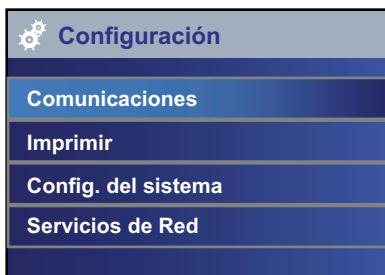 Configuración
Comunicaciones
Imprimir
Config. del sistema
Servicios de Red